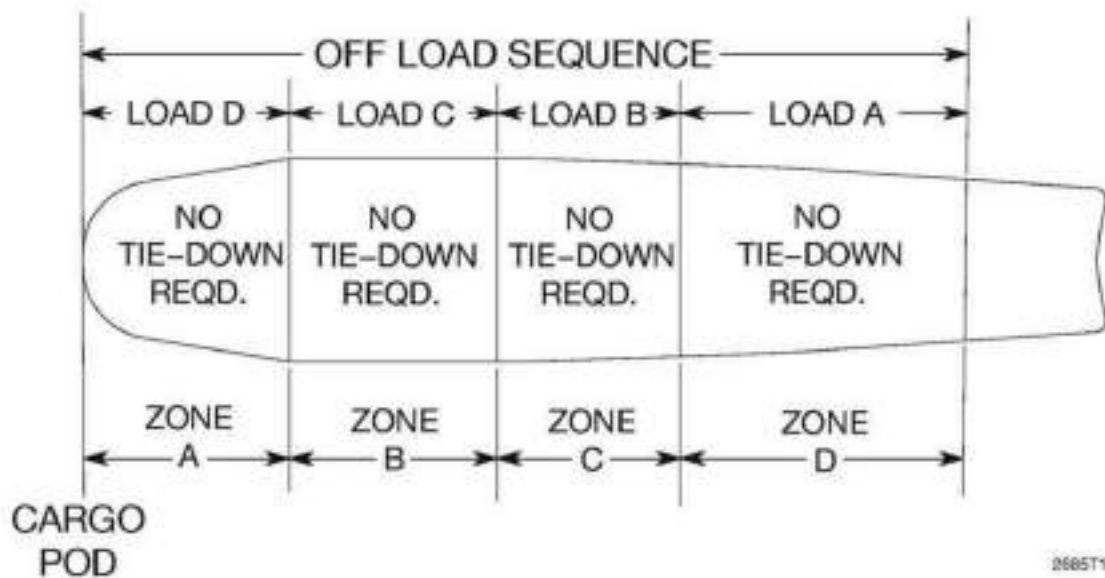 OFF LOAD SEQUENCE
LOAD D LOAD C LOAD B LOAD A
NO NO NO NO
TIE-DOWN TIE-DOWN TIE-DOWN TIE-DOWN
REQD. REQD. REQD. REQD.
ZONE ZONE ZONE ZONE
A B C D
CARGO
POD